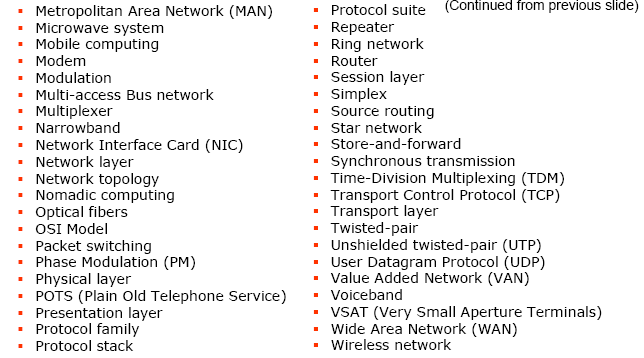 Metropolitan Area Network (MAN)
Microwave system
Mobile computing
Modem
Modulation
Multi-access Bus network
Multiplexer
Narrowband
Network Interface Card (NIC)
Network layer
Network topology
Nomadic computing
Optical fibers
OSI Model
Packet switching
Phase Modulation (PM)
Physical layer
POTS (Plain Old Telephone Service)
Presentation layer
Protocol family
Protocol stack
(Continued from previous slide)
Protocol suite
Repeater
Ring network
Router
Session layer
Simplex
Source routing
Star network
Store-and-forward
Synchronous transmission
Time-Division Multiplexing (TDM)
Transport Control Protocol (TCP)
Transport layer
Twisted-pair
Unshielded twisted-pair (UTP)
User Datagram Protocol (UDP)
Value Added Network (VAN)
Voiceband
VSAT (Very Small Aperture Terminals)
Wide Area Network (WAN)
Wireless network